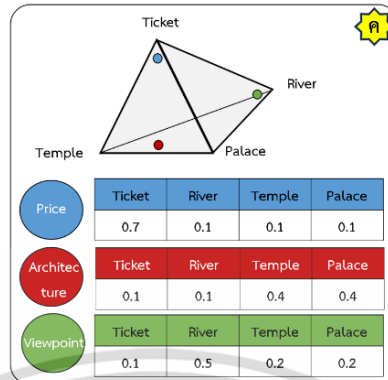 Ticket
ค
River
Temple
Palace
Price
Ticket River Temple Palace
0.7 0.1 0.1 0.1
Architec
ture
Ticket River Temple Palace
0.1 0.1 0.4 0.4
Viewpoint
Ticket River Temple Palace
0.1 0.5 0.2 0.2